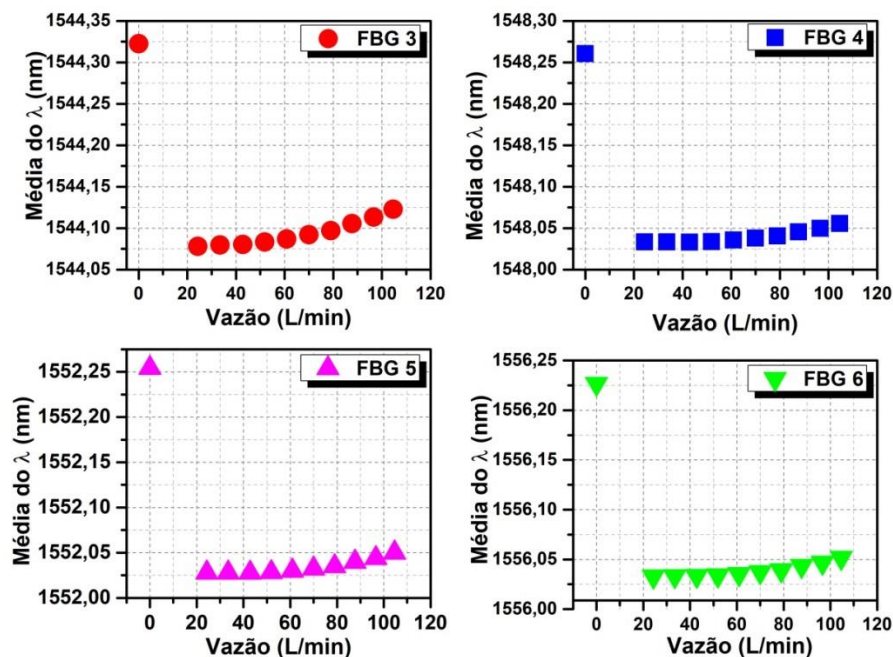 1544,35
1544,30
1544,25
1544,20
1544,15
1544,10
1544,05
Média do λ (nm)
FBG 3
0 20 40 60 80 100 120
Vazão (L/min)
1548,30
1548,25
1548,20
1548,15
1548,10
1548,05
1548,00
Média do λ (nm)
FBG 4
0 20 40 60 80 100 120
Vazão (L/min)
1552,25
1552,20
1552,15
1552,10
1552,05
1552,00
Média do λ (nm)
FBG 5
0 20 40 60 80 100 120
Vazão (L/min)
1556,25
1556,20
1556,15
1556,10
1556,05
1556,00
Média do λ (nm)
FBG 6
0 20 40 60 80 100 120
Vazão (L/min)